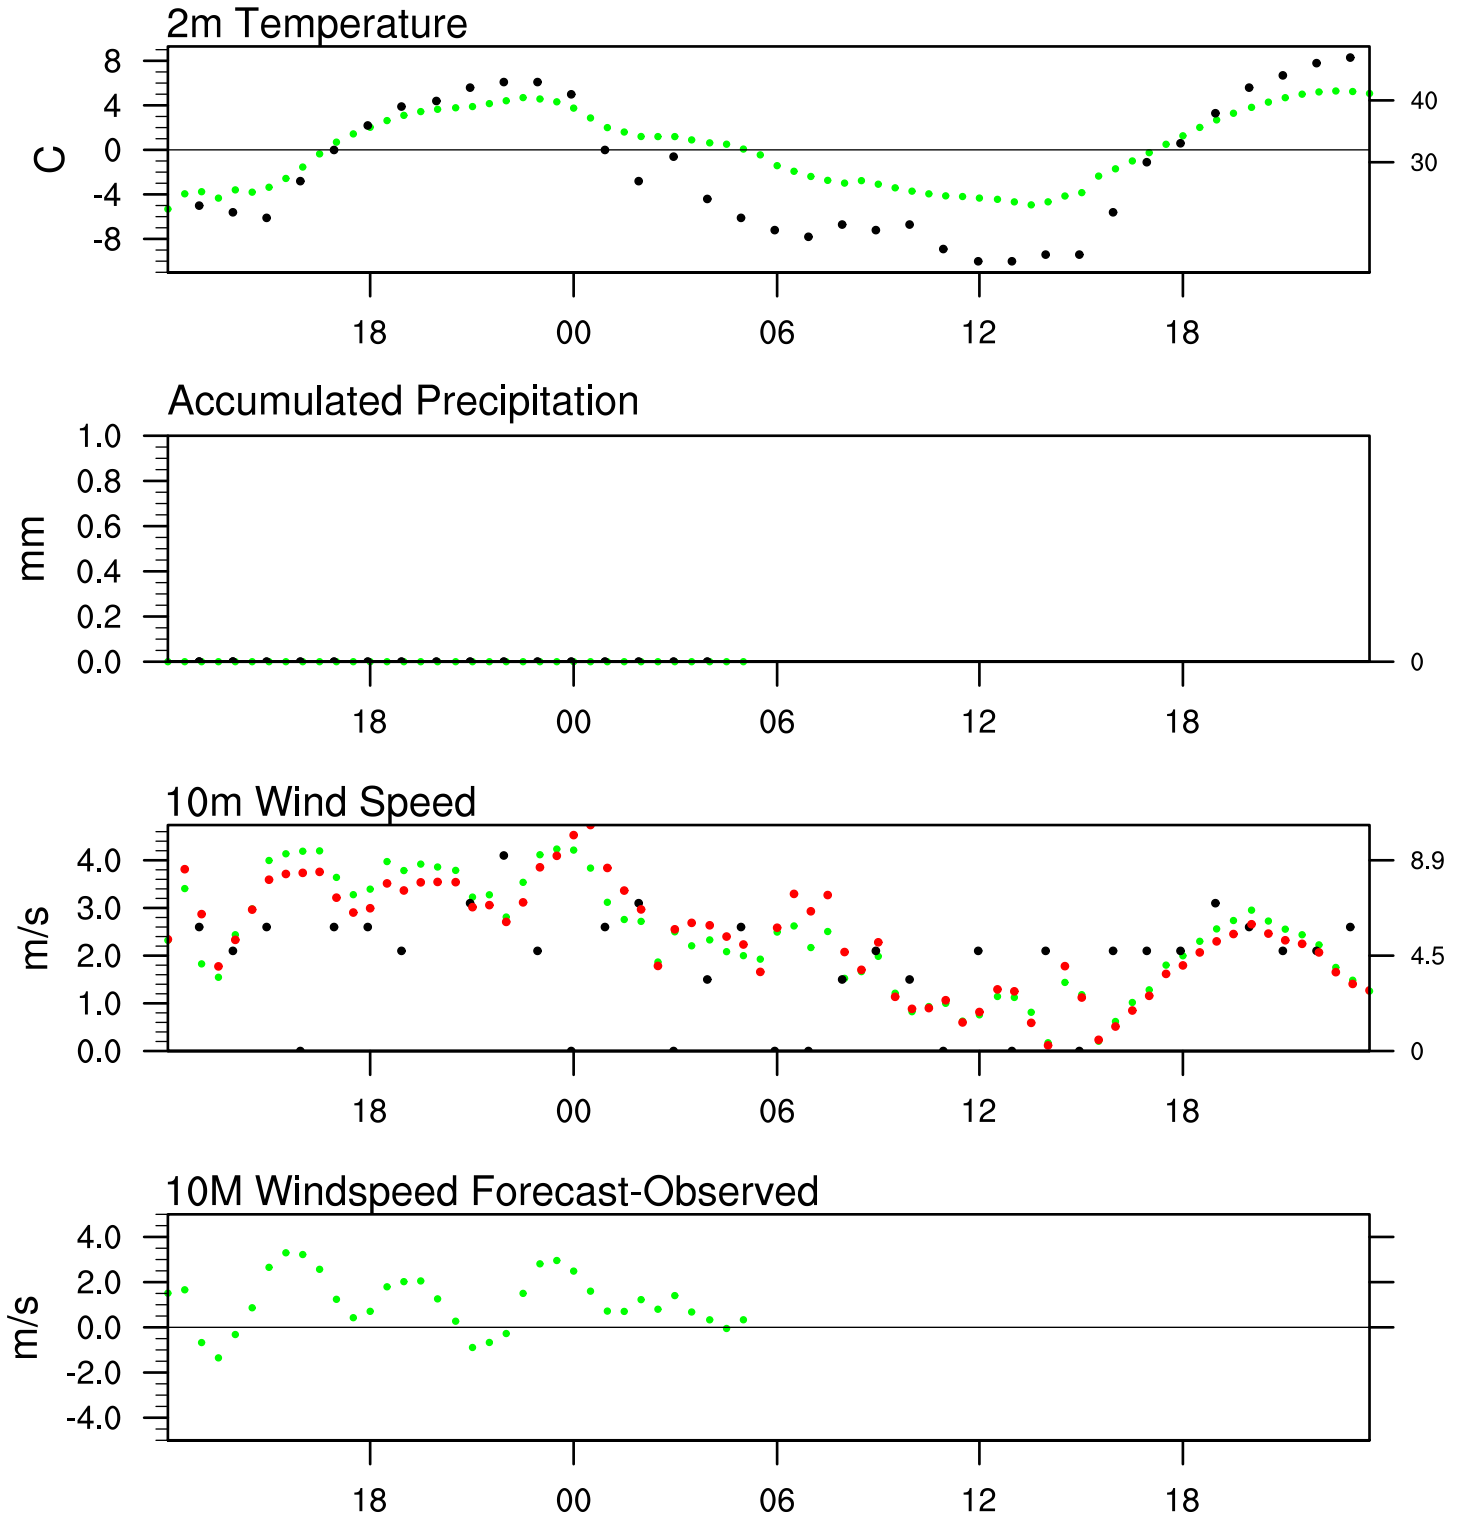 2m Temperature
8
4
0
-4
-8
C
40
30
18 00 06 12 18
Accumulated Precipitation
1.0
0.8
0.6
0.4
0.2
0.0
mm
0
18 00 06 12 18
10m Wind Speed
4.0
3.0
2.0
1.0
0.0
m/s
8.9
4.5
0
18 00 06 12 18
10M Windspeed Forecast-Observed
4.0
2.0
0.0
-2.0
-4.0
m/s
18 00 06 12 18